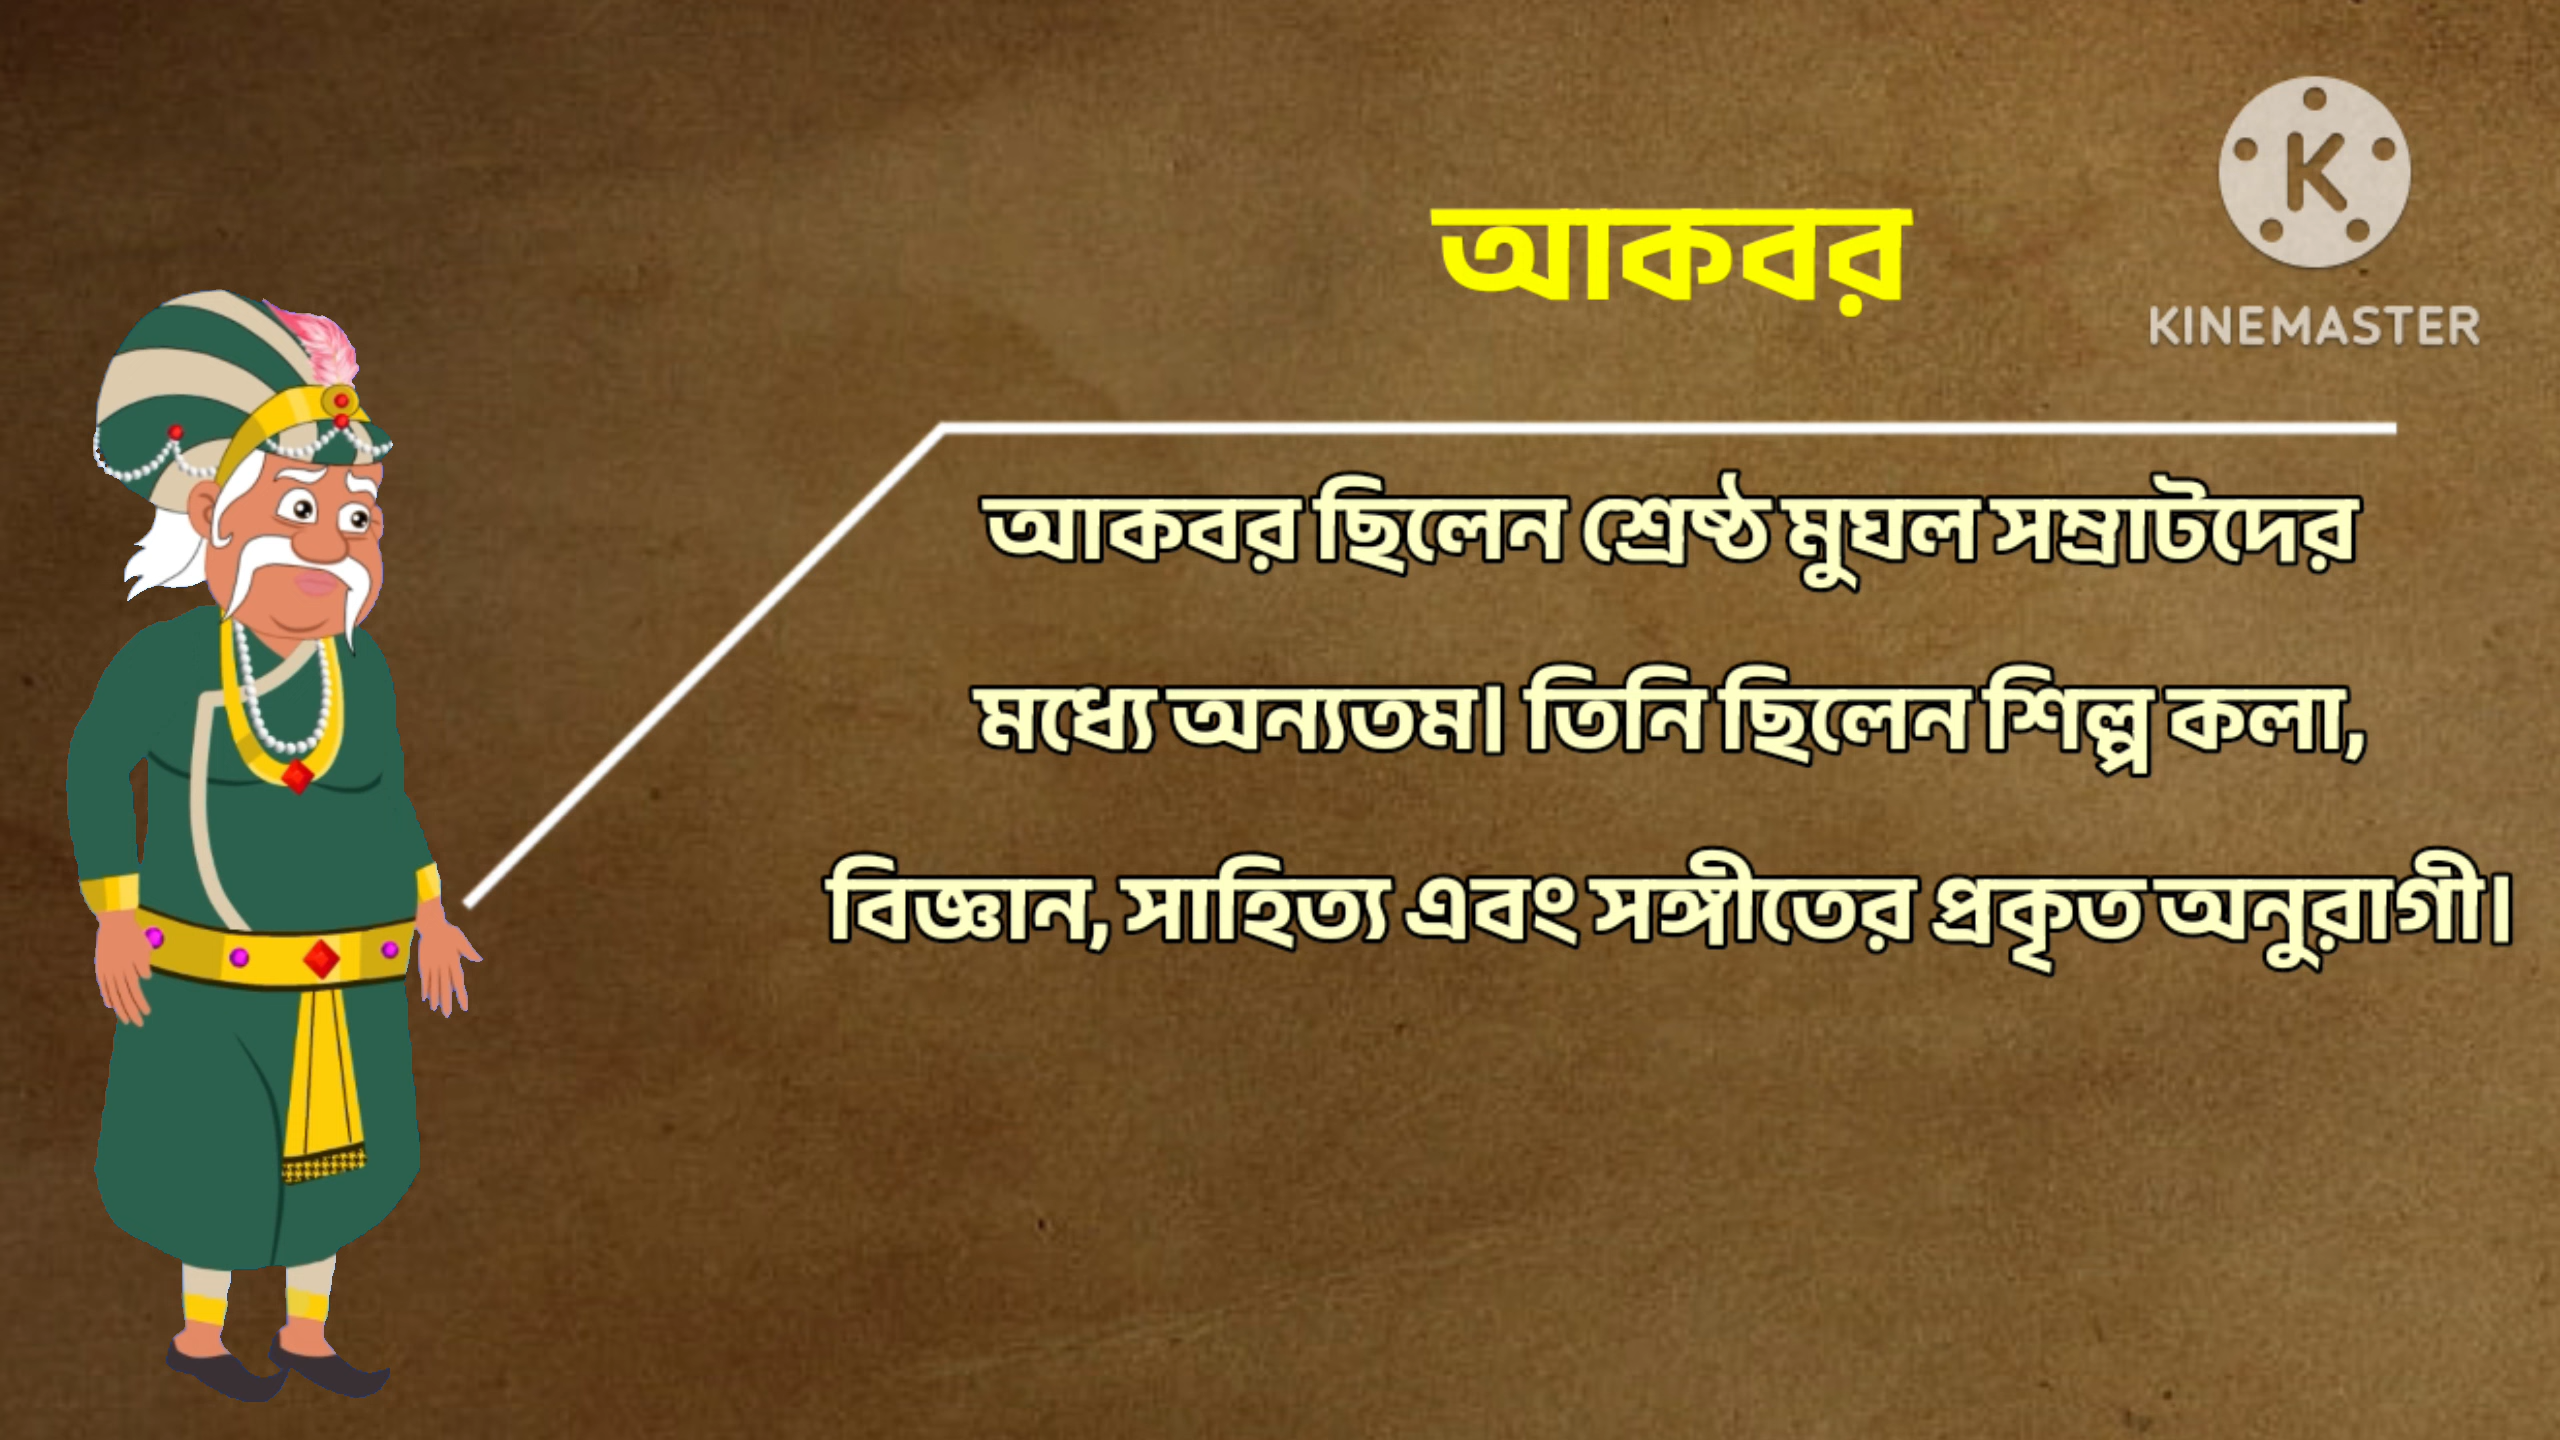 আকবর
K
KINEMASTER
আকবর ছিলেন শ্রেষ্ঠ মুঘল সম্রাটদের
মধ্যে অন্যতম। তিনি ছিলেন শিল্প কলা,
বিজ্ঞান, সাহিত্য এবং সঙ্গীতের প্রকৃত অনুরাগী।